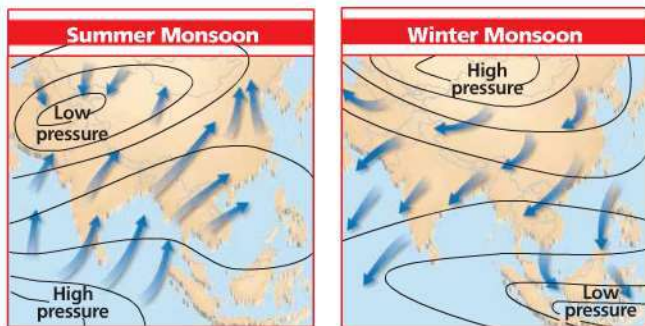 Summer Monsoon
Low
pressure
High
pressure
Winter Monsoon
High
pressure
Low
pressure